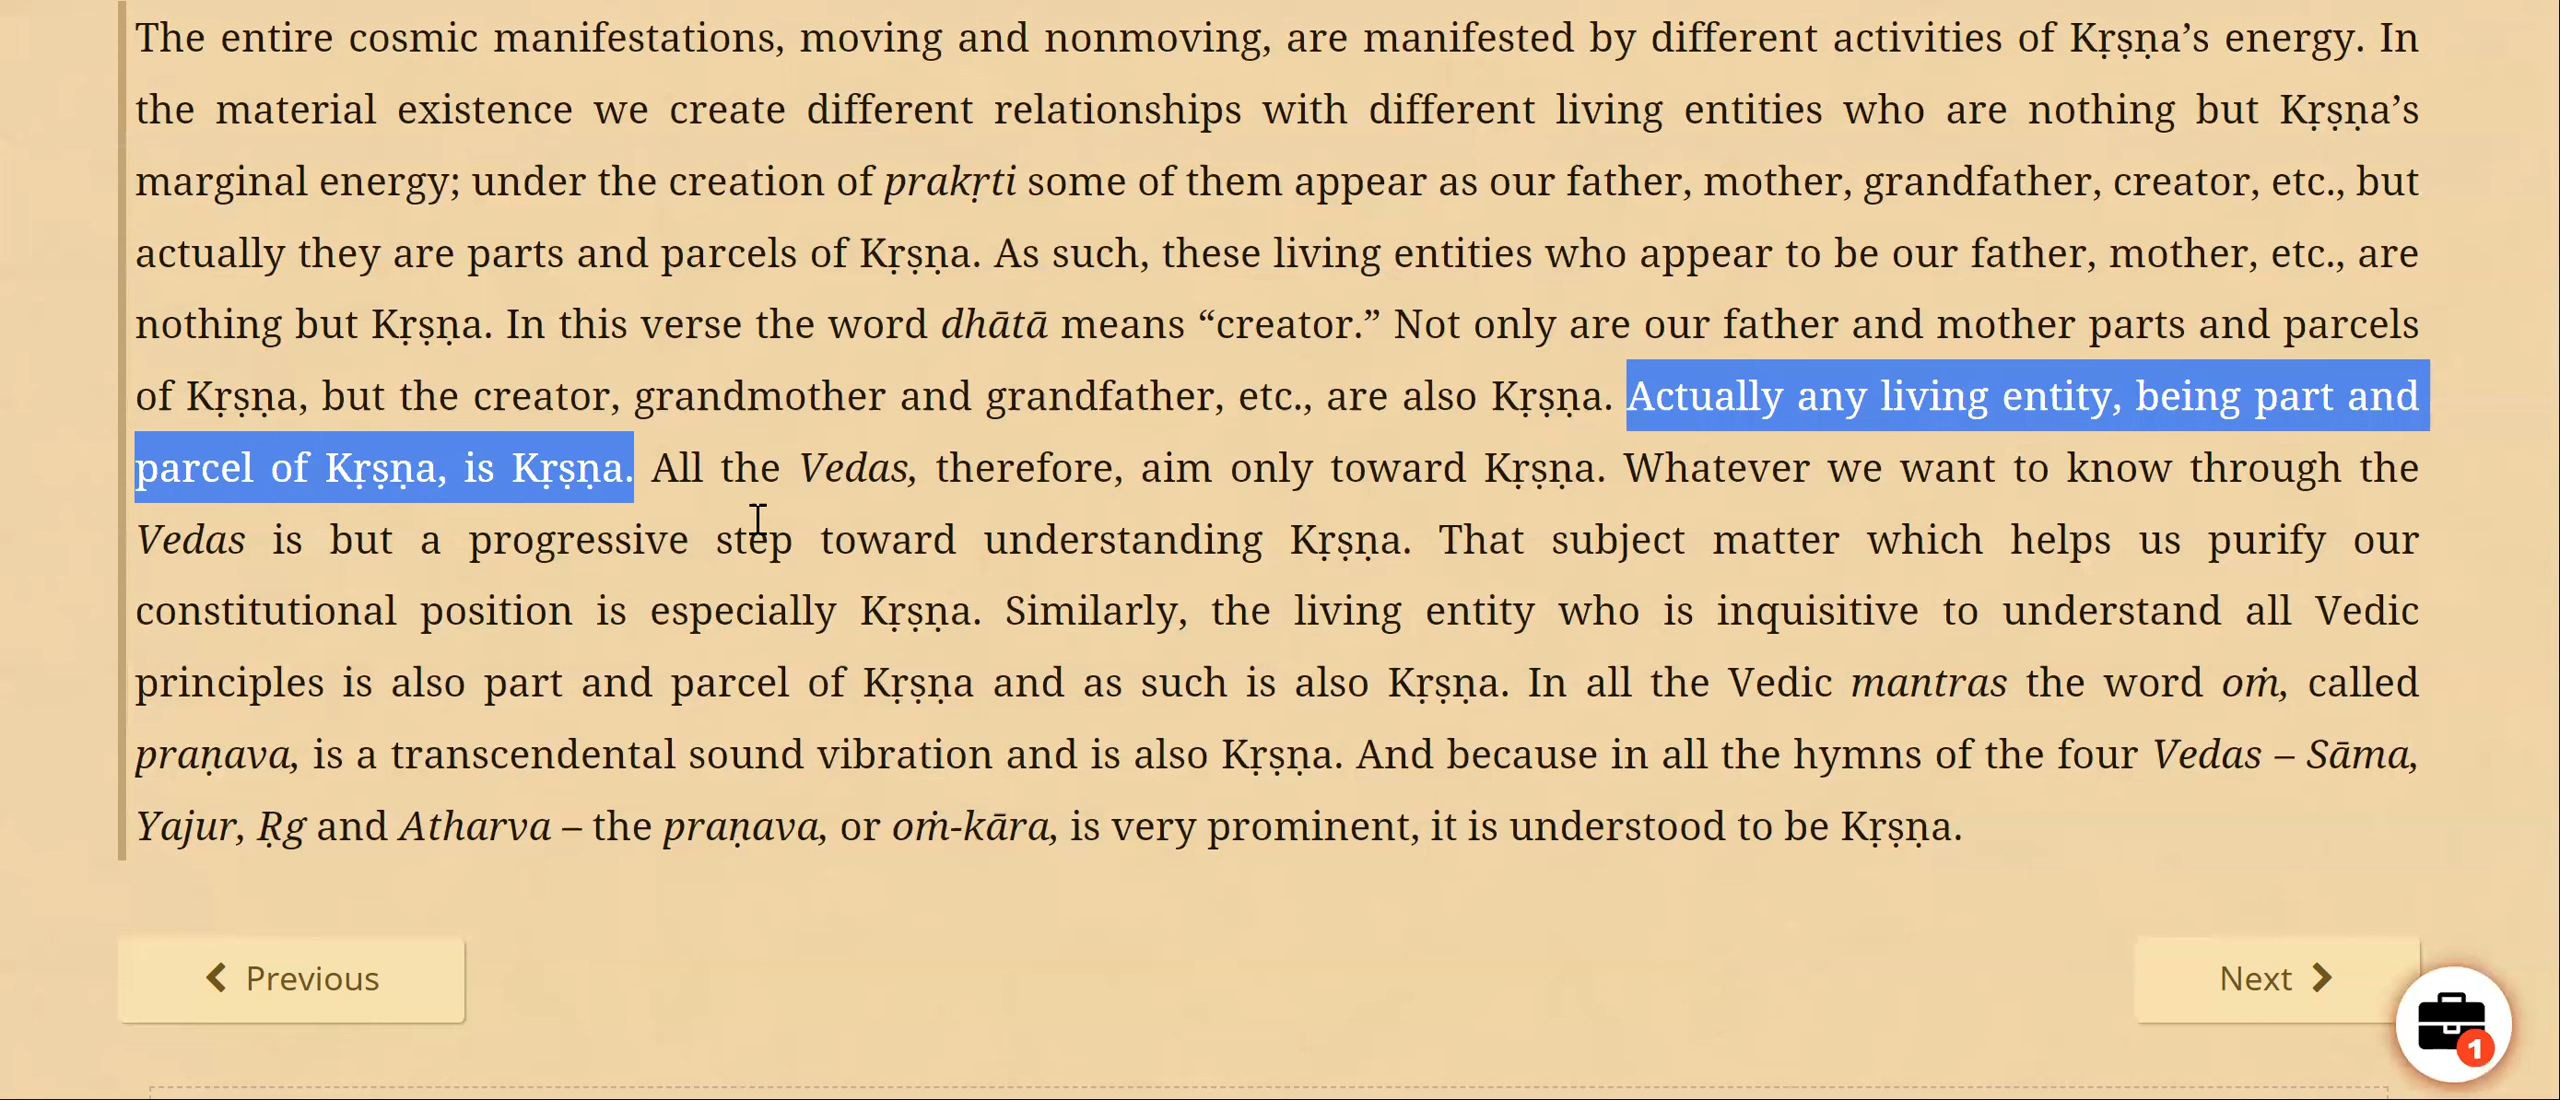 The entire cosmic manifestations, moving and nonmoving, are manifested by different activities of Kṛṣṇa’s energy. In
the material existence we create different relationships with different living entities who are nothing but Kṛṣṇa’s
marginal energy; under the creation of prakṛti some of them appear as our father, mother, grandfather, creator, etc., but
actually they are parts and parcels of Kṛṣṇa. As such, these living entities who appear to be our father, mother, etc., are
nothing but Kṛṣṇa. In this verse the word dhātā means “creator.” Not only are our father and mother parts and parcels
of Kṛṣṇa, but the creator, grandmother and grandfather, etc., are also Kṛṣṇa. Actually any living entity, being part and
parcel of Kṛṣṇa, is Kṛṣṇa. All the Vedas, therefore, aim only toward Kṛṣṇa. Whatever we want to know through the
Vedas is but a progressive step toward understanding Kṛṣṇa. That subject matter which helps us purify our
constitutional position is especially Kṛṣṇa. Similarly, the living entity who is inquisitive to understand all Vedic
principles is also part and parcel of Kṛṣṇa and as such is also Kṛṣṇa. In all the Vedic mantras the word oṁ, called
praṇava, is a transcendental sound vibration and is also Kṛṣṇa. And because in all the hymns of the four Vedas – Sāma,
Yajur, Ṛg and Atharva – the praṇava, or oṁ-kāra, is very prominent, it is understood to be Kṛṣṇa.
Previous
Next
1